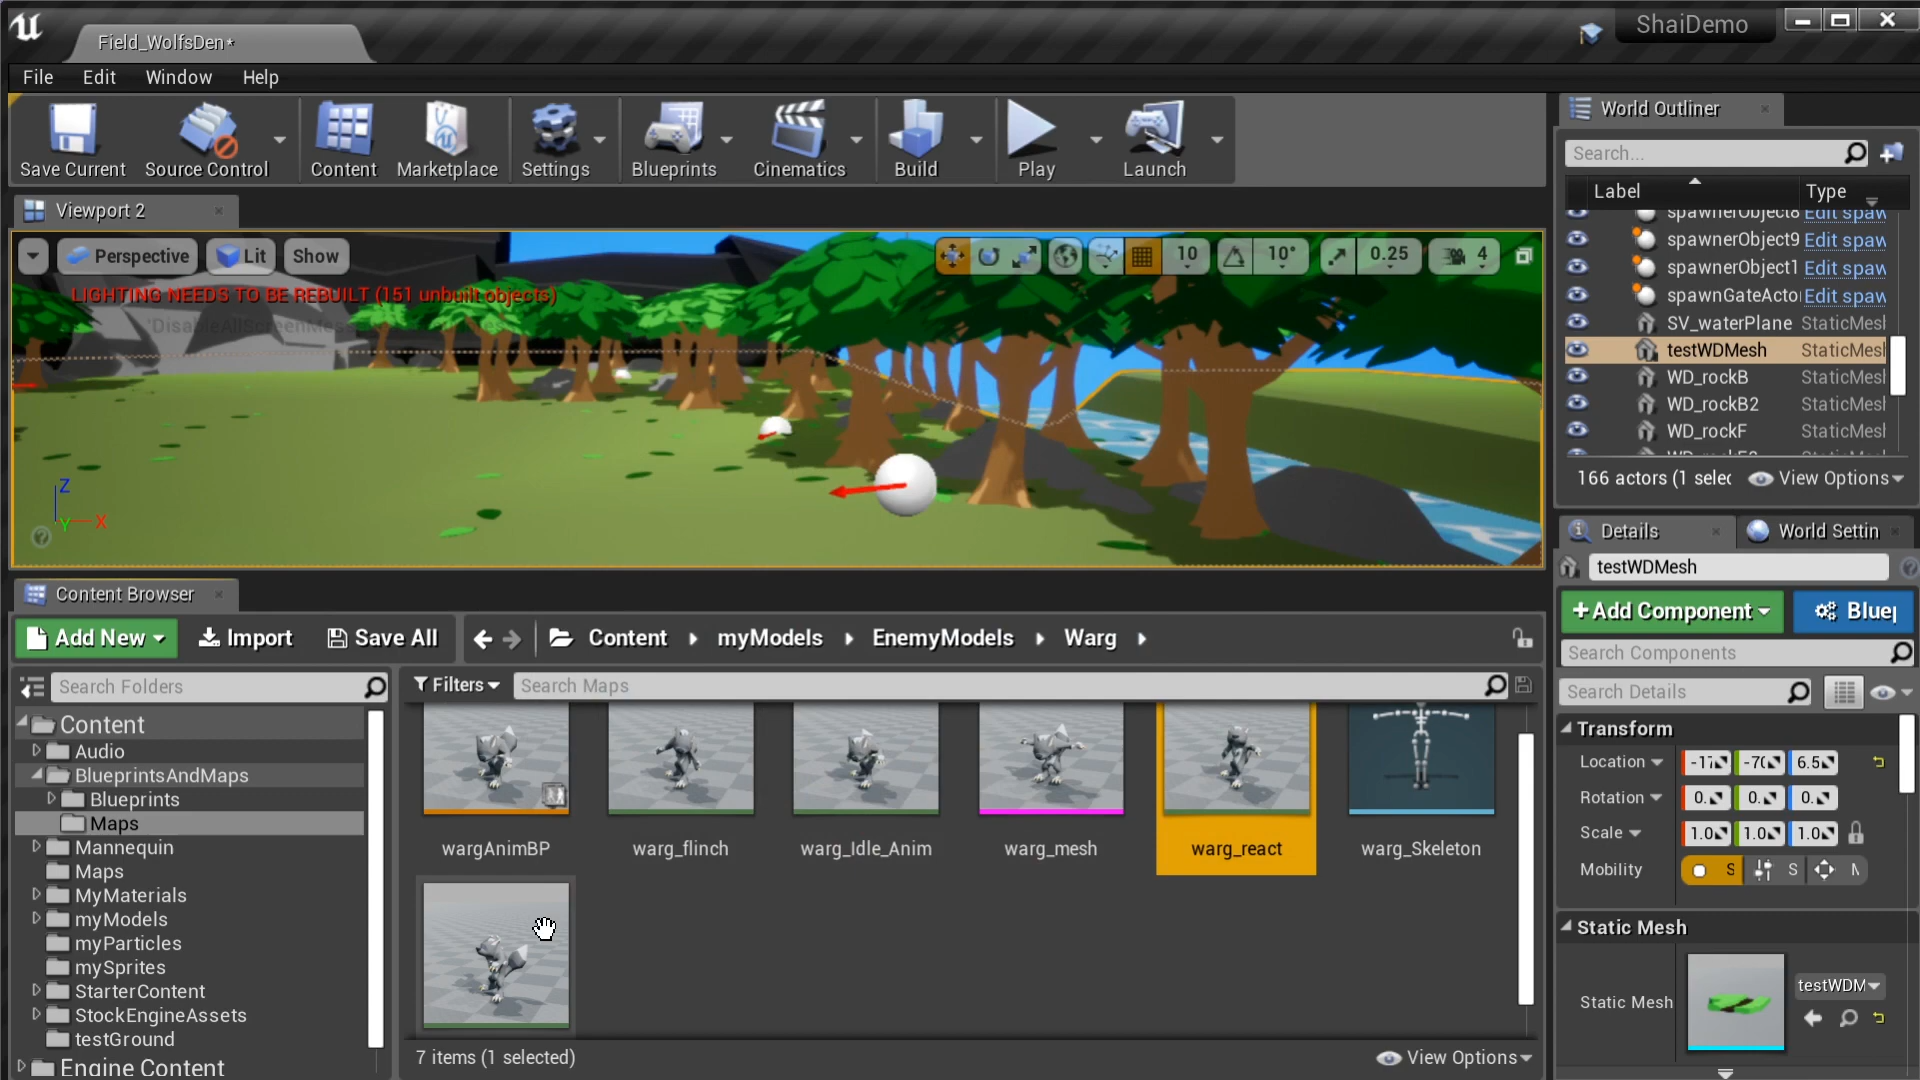 Field_WolfsDen*
ShaiDemo
File Edit Window Help
Save Current
Source Control
Content
Marketplace
Settings
Blueprints
Cinematics
Build
Play
Launch
Viewport 2
Perspective
Lit
Show
10
10°
0.25
4
LIGHTING NEEDS TO BE REBUILT (151 unbuilt objects)
Z
Y
X
World Outliner
Search...
Label
Type
spawnerObject8 Edit spaw
spawnerObject9 Edit spaw
spawnerObject1 Edit spaw
spawnGateActo Edit spaw
SV_waterPlane StaticMesh
testWDMesh StaticMesh
WD_rockB StaticMesh
WD_rockB2 StaticMesh
WD_rockF StaticMesh
166 actors (1 selec
View Options
Details
World Settin
testWDMesh
+Add Component
Bluep
Search Components
Search Details
Transform
Location -17 -70 6.5
Rotation 0. 0. 0.
Scale 1.0 1.0 1.0
Mobility S S M
Static Mesh
Static Mesh
testWDM
Content Browser
Add New
Import
Save All
Content
myModels
EnemyModels
Warg
Search Folders
Content
Audio
BlueprintsAndMaps
Blueprints
Maps
Mannequin
Maps
MyMaterials
myModels
myParticles
mySprites
StarterContent
StockEngineAssets
testGround
Engine Content
Filters
Search Maps
wargAnimBP
warg_flinch
warg_Idle_Anim
warg_mesh
warg_react
warg_Skeleton
7 items (1 selected)
View Options